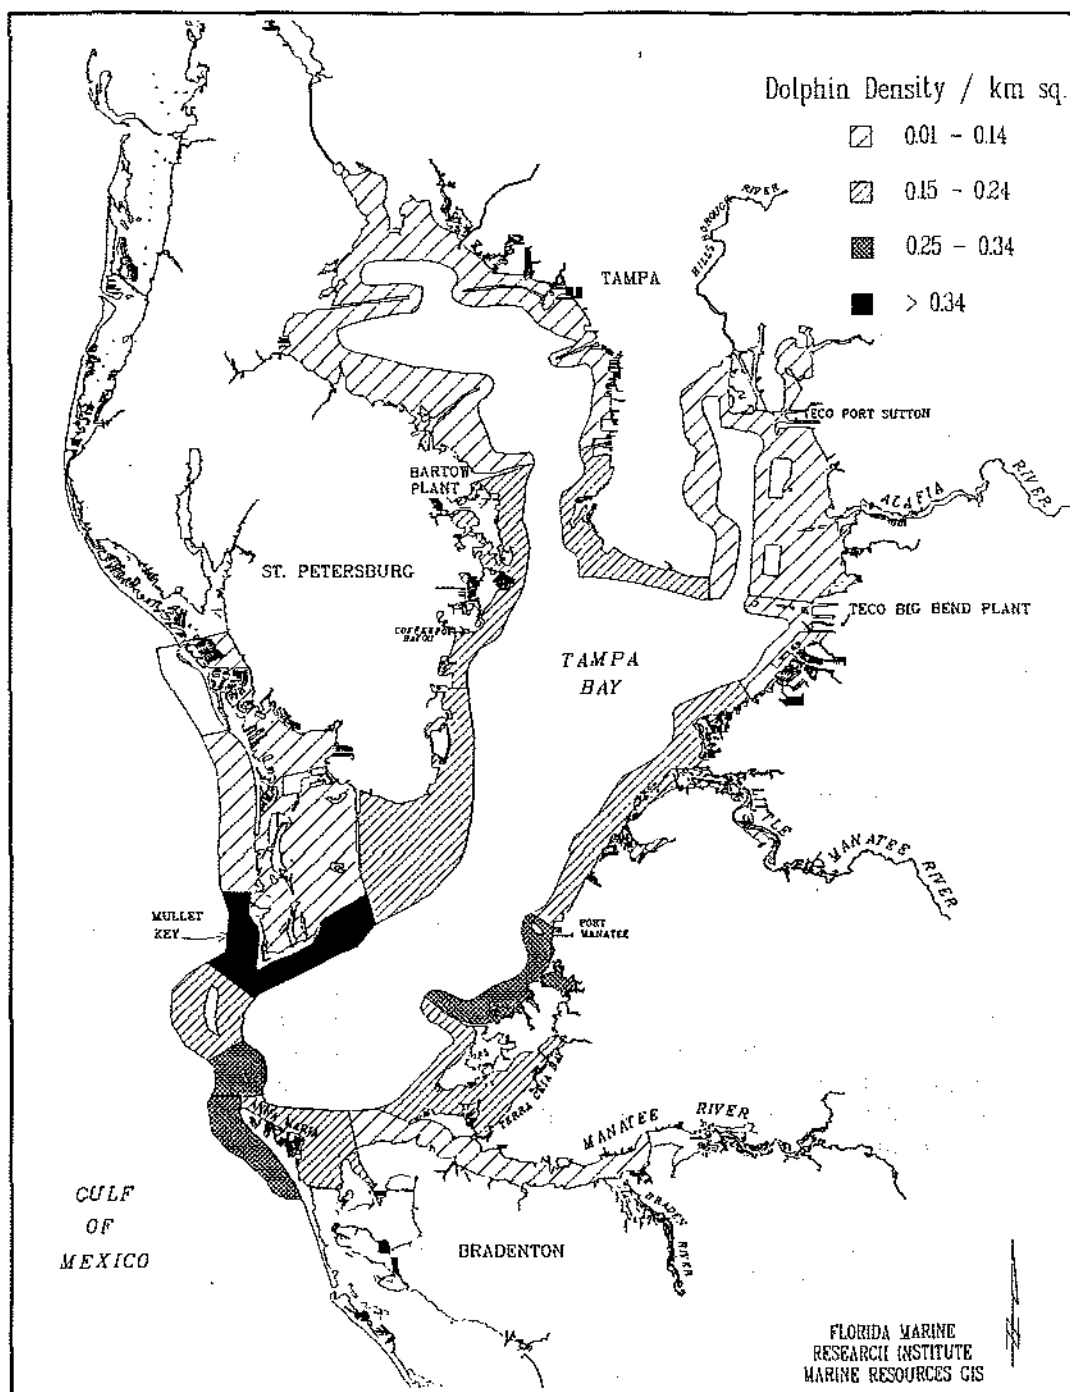 Dolphin Density / km sq.
0.01 - 0.14
0.15 - 0.24
0.25 - 0.34
> 0.34
HILLSBOROUGH RIVER
TAMPA
TECO PORT SUTTON
BARTOW
PLANT
ALAFIA RIVER
ST. PETERSBURG
TECO BIG BEND PLANT
COFFEEPOT
BAYOU
TAMPA
BAY
LITTLE MANATEE RIVER
MULLET
KEY
PORT
MANATEE
TERRA CEIA BAY
ANNA MARIA
MANATEE RIVER
BRADEN RIVER
GULF
OF
MEXICO
BRADENTON
FLORIDA MARINE
RESEARCH INSTITUTE
MARINE RESOURCES GIS
N